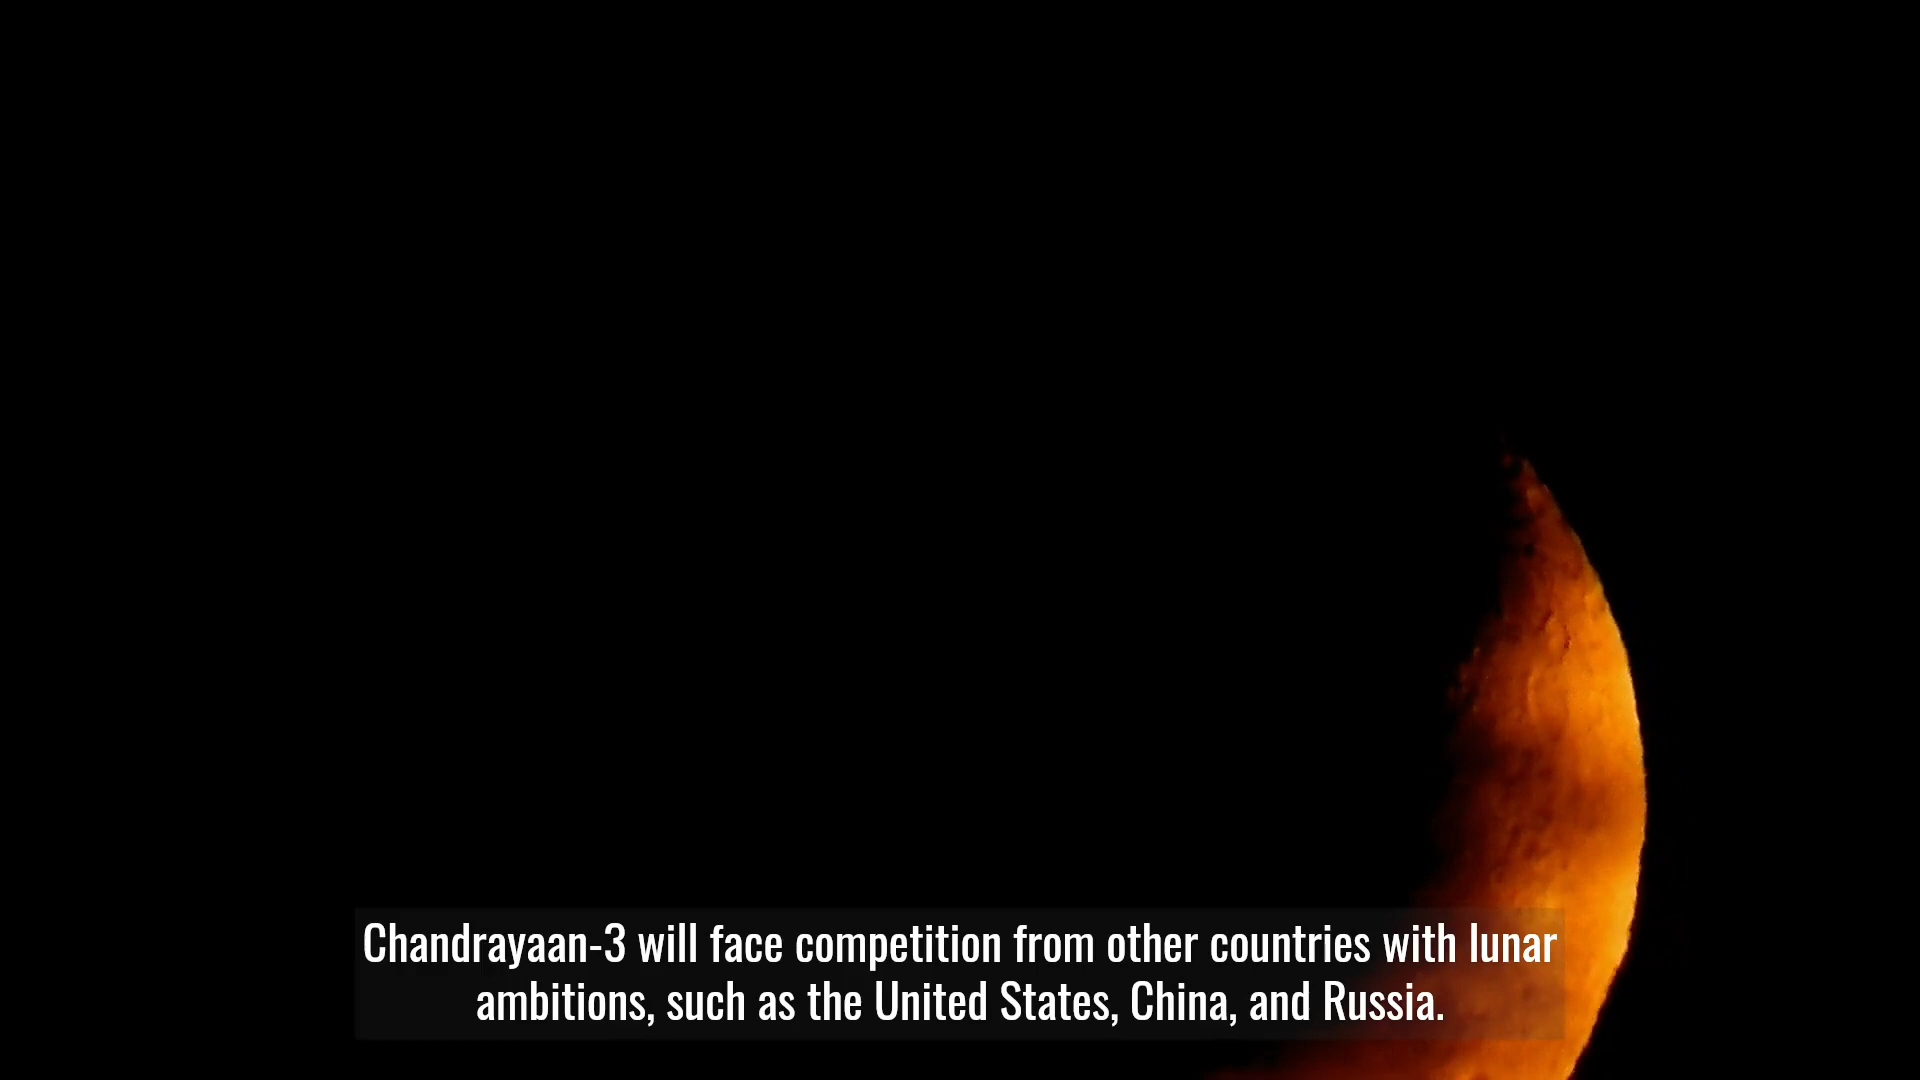 Chandrayaan-3 will face competition from other countries with lunar
ambitions, such as the United States, China, and Russia.